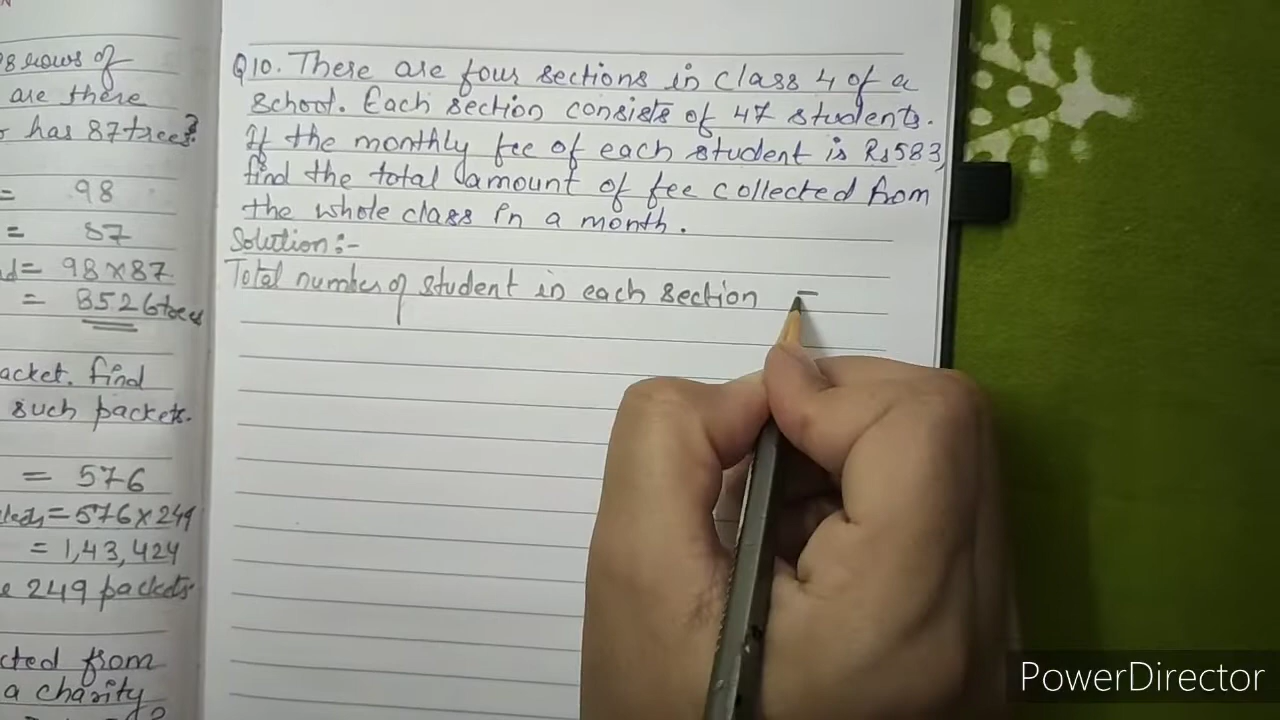 8 rows of
are there
has 87 trees?
= 98
= 87
= 98×87
= 8526 trees
acket. find
such packets.
= 576
= 576×249
= 1,43,424
249 packets
cted from
a charity
Q10. There are four sections in class 4 of a
school. Each section consists of 47 students.
If the monthly fee of each student is Rs583,
find the total amount of fee collected from
the whole class in a month.
Solution:-
Total number of student in each section =
PowerDirector